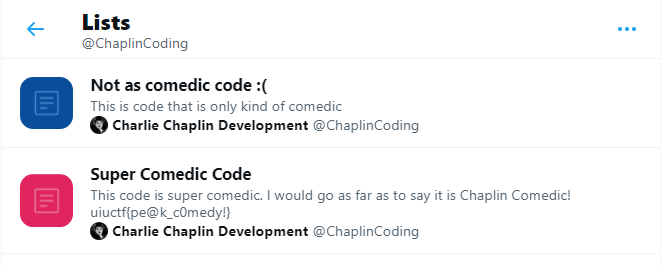 Lists
@ChaplinCoding
Not as comedic code :(
This is code that is only kind of comedic
Charlie Chaplin Development @ChaplinCoding
Super Comedic Code
This code is super comedic. I would go as far as to say it is Chaplin Comedic!
uiuctf{pe@k_c0medy!}
Charlie Chaplin Development @ChaplinCoding